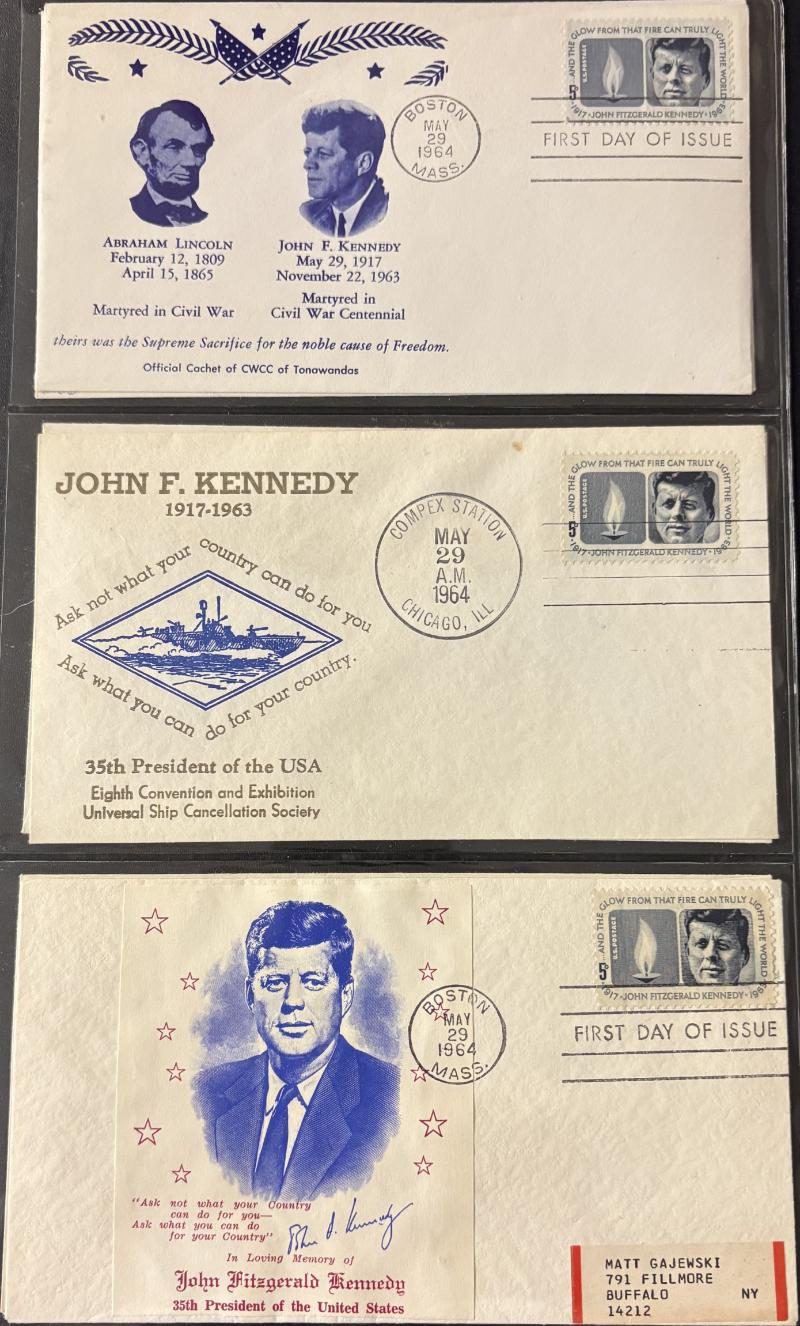 ABRAHAM LINCOLN
February 12, 1809
April 15, 1865
Martyred in Civil War
JOHN F. KENNEDY
May 29, 1917
November 22, 1963
Martyred in
Civil War Centennial
theirs was the Supreme Sacrifice for the noble cause of Freedom.
Official Cachet of CWCC of Tonawandas
BOSTON
MAY
29
1964
MASS.
...AND THE GLOW FROM THAT FIRE CAN TRULY LIGHT THE WORLD
U.S. POSTAGE
5¢
1917·JOHN FITZGERALD KENNEDY·1963
FIRST DAY OF ISSUE
JOHN F. KENNEDY
1917-1963
Ask not what your country can do for you
Ask what you can do for your country.
35th President of the USA
Eighth Convention and Exhibition
Universal Ship Cancellation Society
COMPEX STATION
MAY
29
A.M.
1964
CHICAGO, ILL
...AND THE GLOW FROM THAT FIRE CAN TRULY LIGHT THE WORLD
U.S. POSTAGE
5¢
1917·JOHN FITZGERALD KENNEDY·1963
"Ask not what your Country
can do for you—
Ask what you can do
for your Country"
John F. Kennedy
In Loving Memory of
John Fitzgerald Kennedy
35th President of the United States
BOSTON
MAY
29
1964
MASS.
...AND THE GLOW FROM THAT FIRE CAN TRULY LIGHT THE WORLD
U.S. POSTAGE
5¢
1917·JOHN FITZGERALD KENNEDY·1963
FIRST DAY OF ISSUE
MATT GAJEWSKI
791 FILLMORE
BUFFALO NY
14212